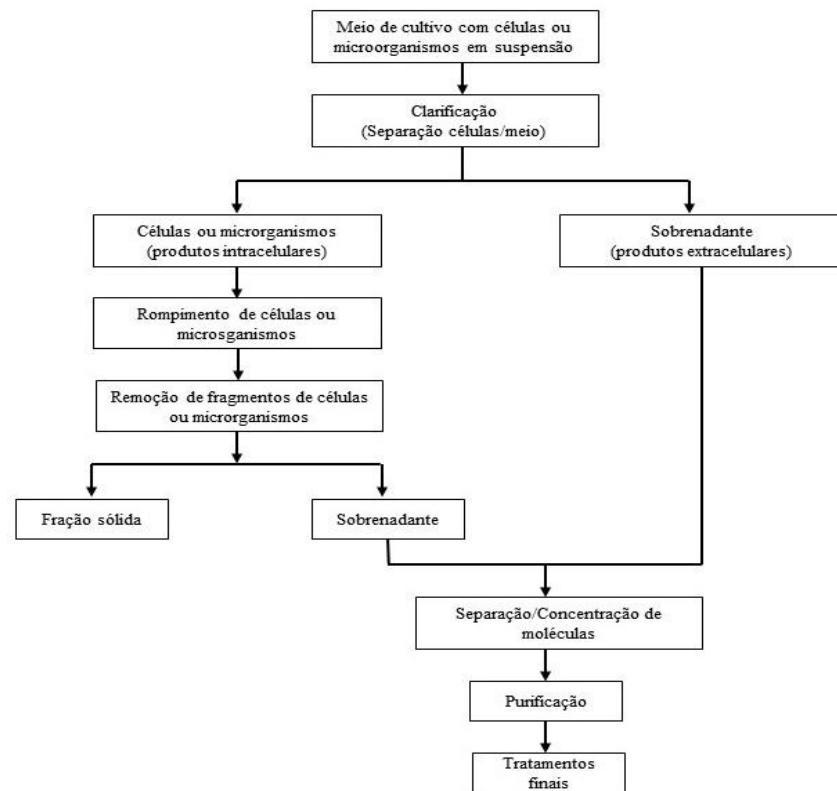 Meio de cultivo com células ou
microorganismos em suspensão
Clarificação
(Separação células/meio)
Células ou microrganismos
(produtos intracelulares)
Sobrenadante
(produtos extracelulares)
Rompimento de células ou
microsganismos
Remoção de fragmentos de células
ou microrganismos
Fração sólida
Sobrenadante
Separação/Concentração de
moléculas
Purificação
Tratamentos
finais